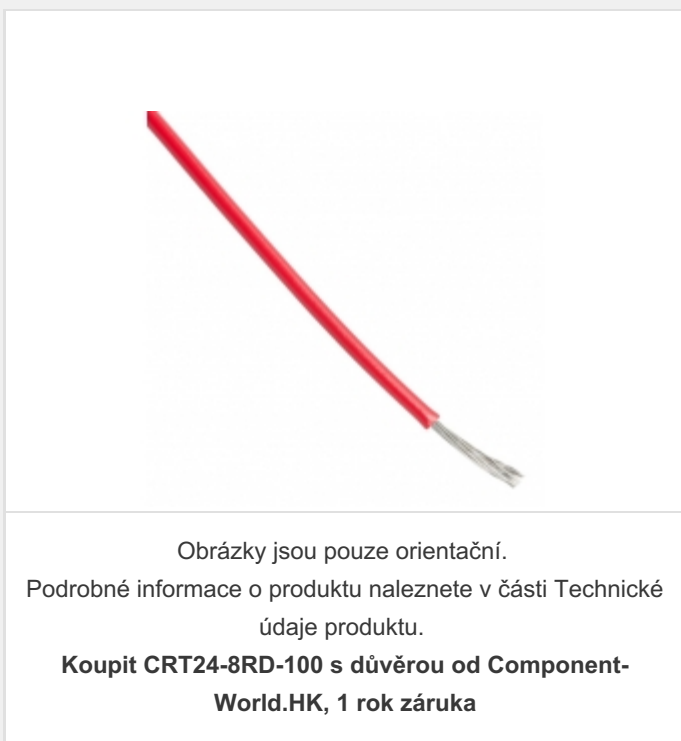 Obrázky jsou pouze orientační.
Podrobné informace o produktu naleznete v části Technické
údaje produktu.
Koupit CRT24-8RD-100 s důvěrou od Component-
World.HK, 1 rok záruka